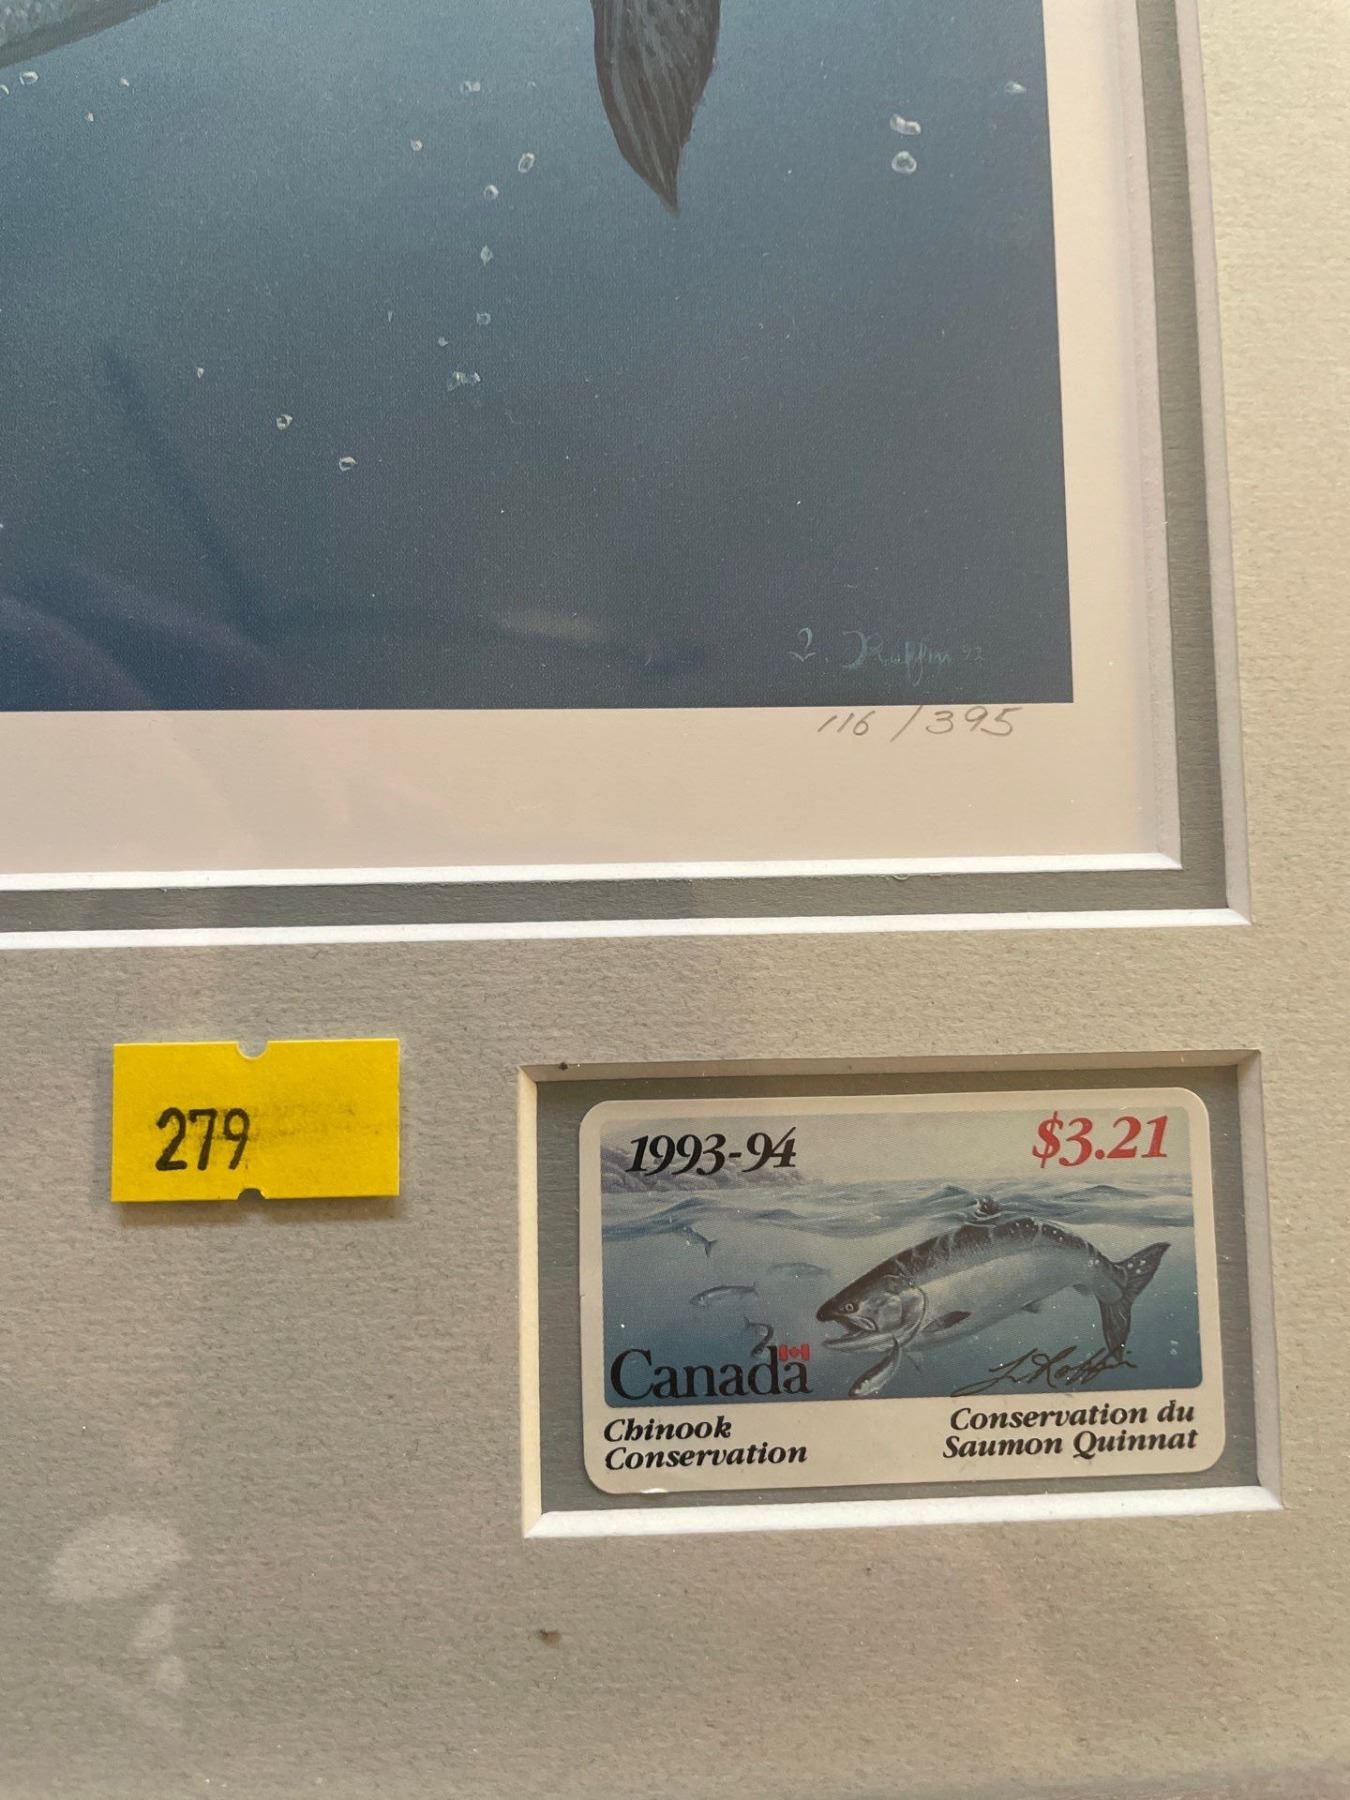 116/395
279
1993-94
$3.21
Canada
Chinook
Conservation
Conservation du
Saumon Quinnat